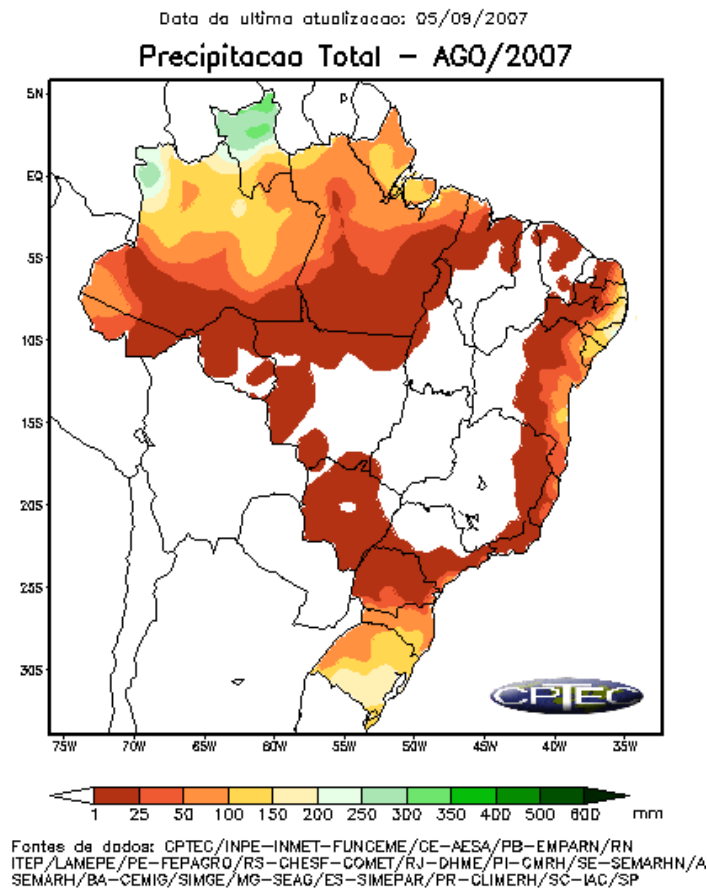 Data da ultima atualizacao: 05/09/2007
Precipitacao Total – AGO/2007
5N
EQ
5S
10S
15S
20S
25S
30S
CPTEC
75W 70W 65W 60W 55W 50W 45W 40W 35W
1 25 50 100 150 200 250 300 350 400 500 600 mm
Fontes de dados: CPTEC/INPE–INMET–FUNCEME/CE–AESA/PB–EMPARN/RN
ITEP/LAMEPE/PE–FEPAGRO/RS–CHESF–COMET/RJ–DHME/PI–CMRH/SE–SEMARHN/A
SEMARH/BA–CEMIG/SIMGE/MG–SEAG/ES–SIMEPAR/PR–CLIMERH/SC–IAC/SP